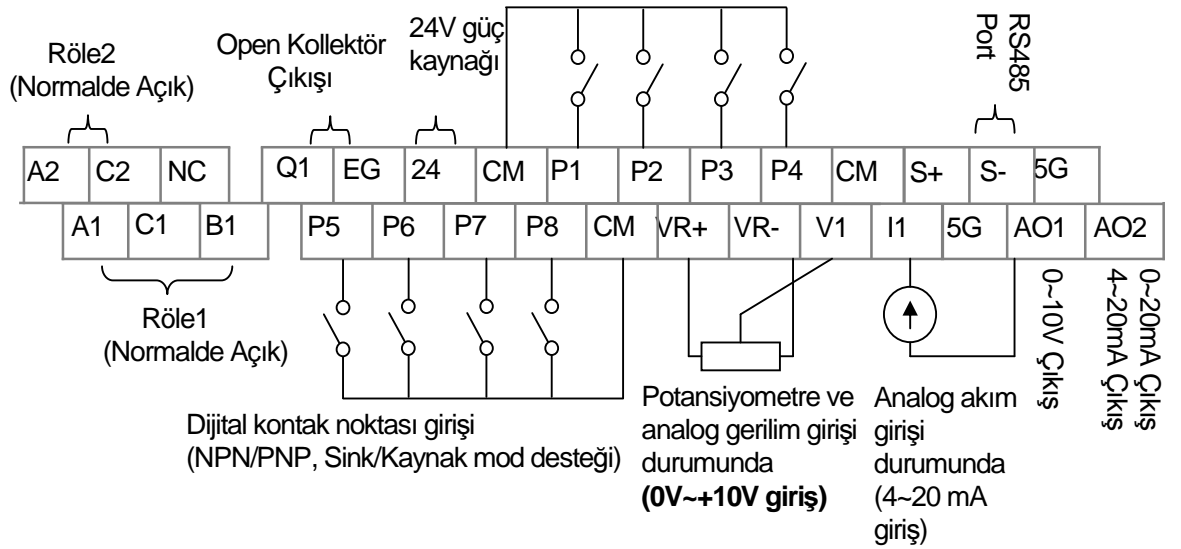 Röle2
(Normalde Açık)
Open Kollektör
Çıkışı
24V güç
kaynağı
RS485
Port
A2 C2 NC Q1 EG 24 CM P1 P2 P3 P4 CM S+ S- 5G
A1 C1 B1 P5 P6 P7 P8 CM VR+ VR- V1 I1 5G AO1 AO2
Röle1
(Normalde Açık)
Dijital kontak noktası girişi
(NPN/PNP, Sink/Kaynak mod desteği)
Potansiyometre ve
analog gerilim girişi
durumunda
(0V~+10V giriş)
Analog akım
girişi
durumunda
(4~20 mA
giriş)
0~10V Çıkış
0~20mA Çıkış
4~20mA Çıkış